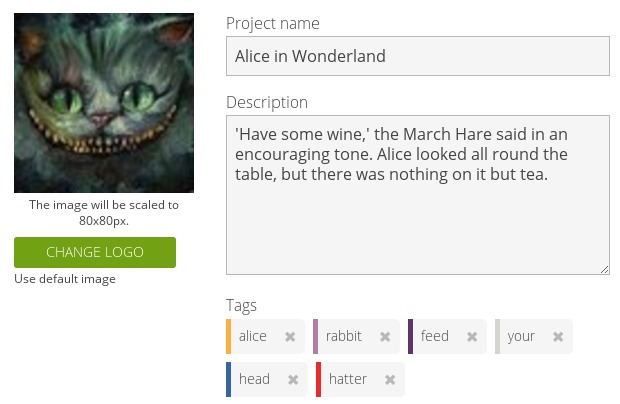 Project name
Alice in Wonderland
Description
'Have some wine,' the March Hare said in an
encouraging tone. Alice looked all round the
table, but there was nothing on it but tea.
The image will be scaled to
80x80px.
CHANGE LOGO
Use default image
Tags
alice ✖ rabbit ✖ feed ✖ your ✖
head ✖ hatter ✖